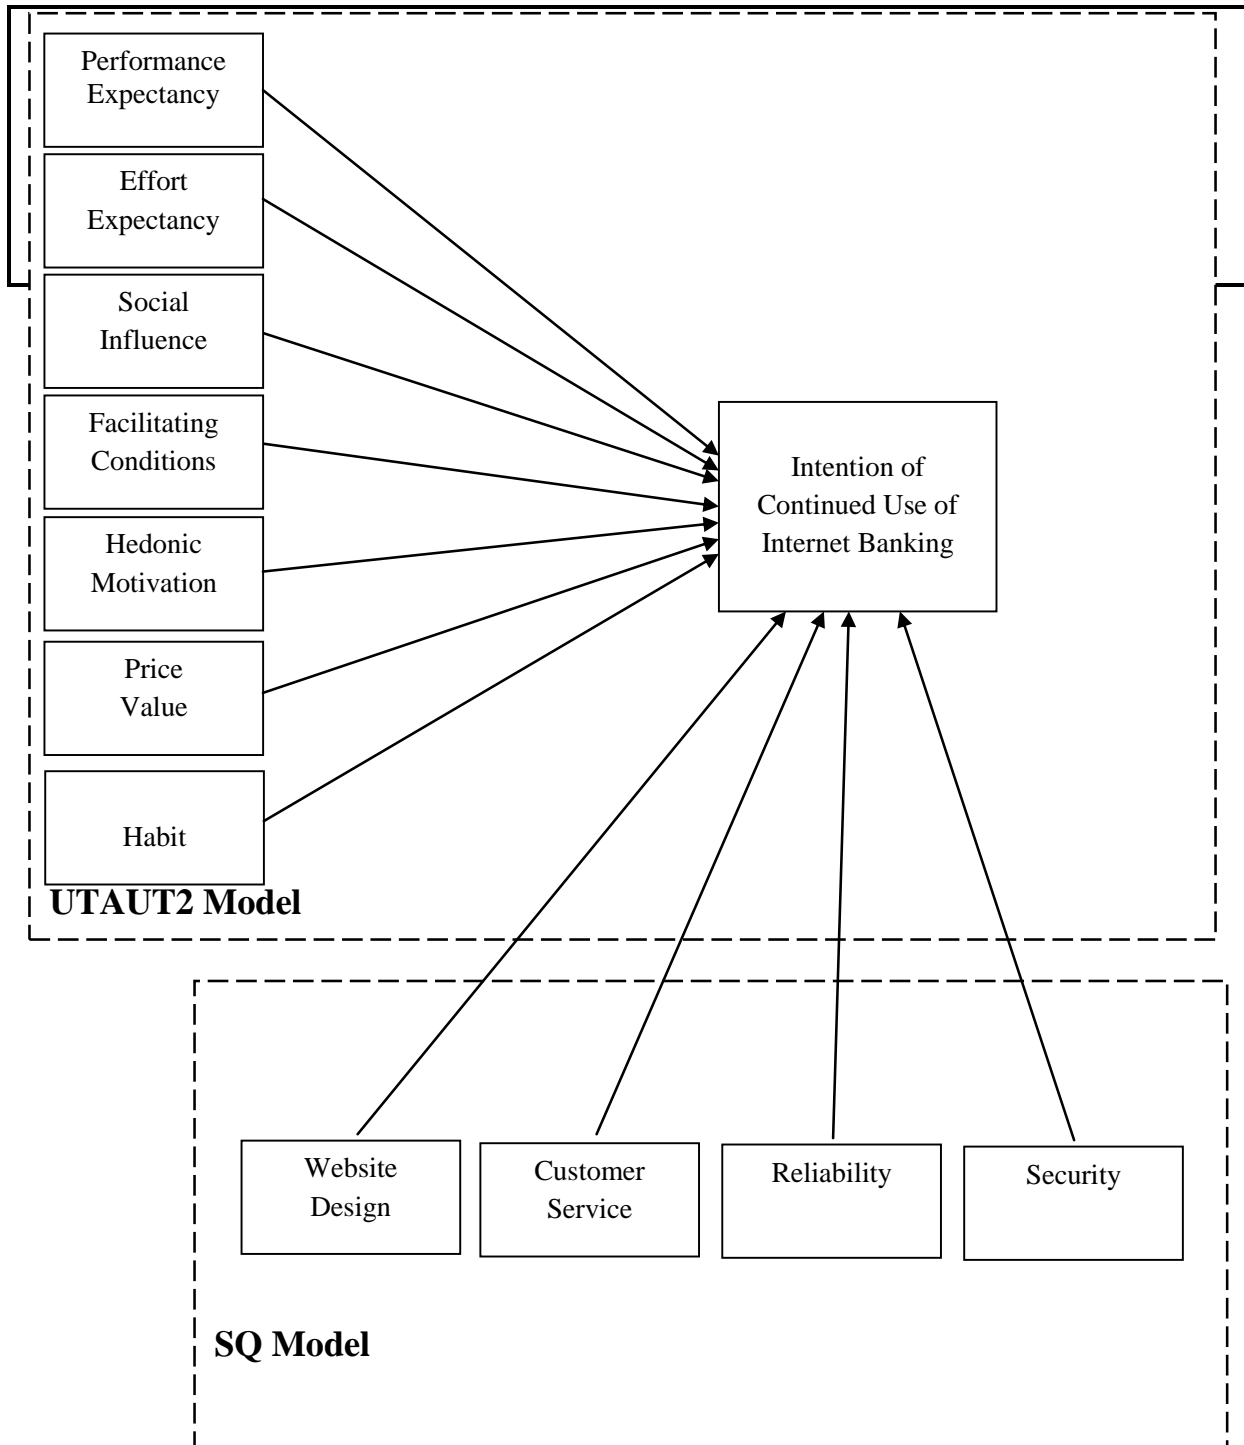 Performance
Expectancy
Effort
Expectancy
Social
Influence
Facilitating
Conditions
Hedonic
Motivation
Price
Value
Habit
UTAUT2 Model
Intention of
Continued Use of
Internet Banking
Website
Design
Customer
Service
Reliability
Security
SQ Model